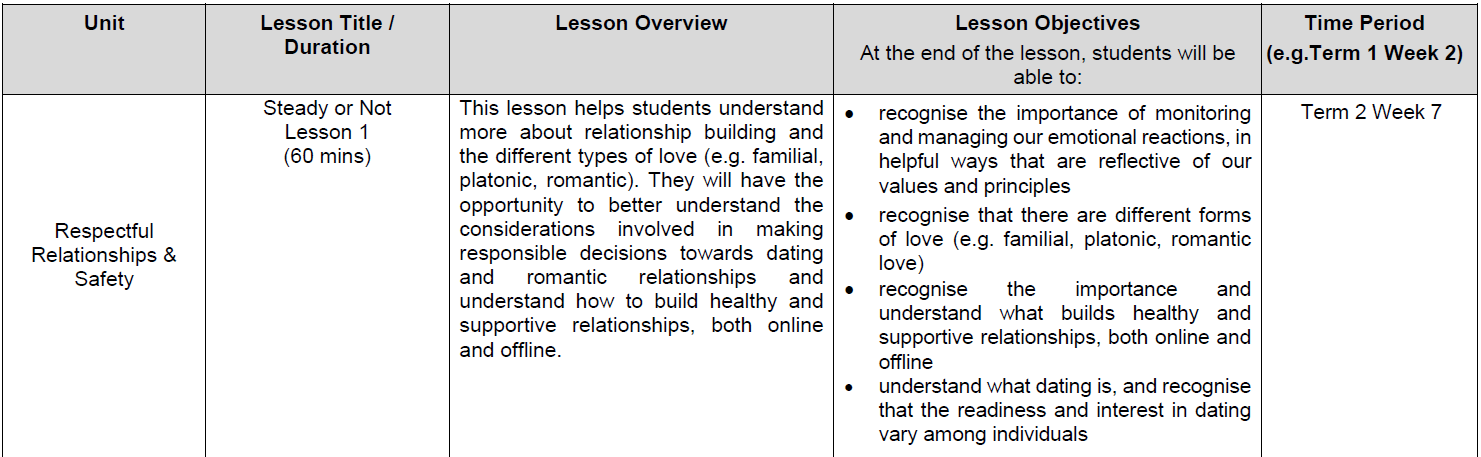 Unit
Lesson Title /
Duration
Lesson Overview
Lesson Objectives
At the end of the lesson, students will be
able to:
Time Period
(e.g.Term 1 Week 2)
Respectful
Relationships &
Safety
Steady or Not
Lesson 1
(60 mins)
This lesson helps students understand
more about relationship building and
the different types of love (e.g. familial,
platonic, romantic). They will have the
opportunity to better understand the
considerations involved in making
responsible decisions towards dating
and romantic relationships and
understand how to build healthy and
supportive relationships, both online
and offline.
• recognise the importance of monitoring
and managing our emotional reactions, in
helpful ways that are reflective of our
values and principles
• recognise that there are different forms
of love (e.g. familial, platonic, romantic
love)
• recognise the importance and
understand what builds healthy and
supportive relationships, both online and
offline
• understand what dating is, and recognise
that the readiness and interest in dating
vary among individuals
Term 2 Week 7